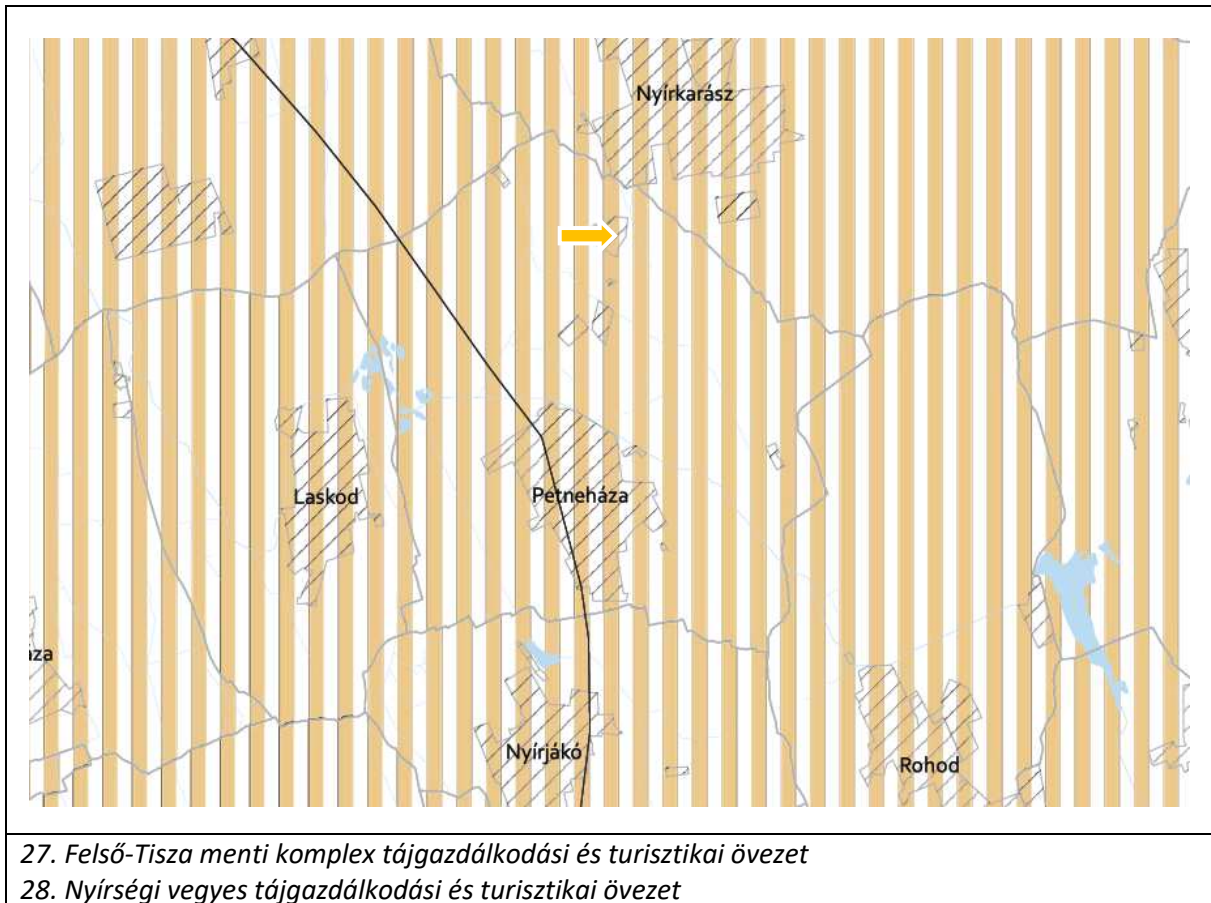 Nyírkarász
Laskod
Petneháza
áza
Nyírjákó
Rohod
27. Felső-Tisza menti komplex tájgazdálkodási és turisztikai övezet
28. Nyírségi vegyes tájgazdálkodási és turisztikai övezet